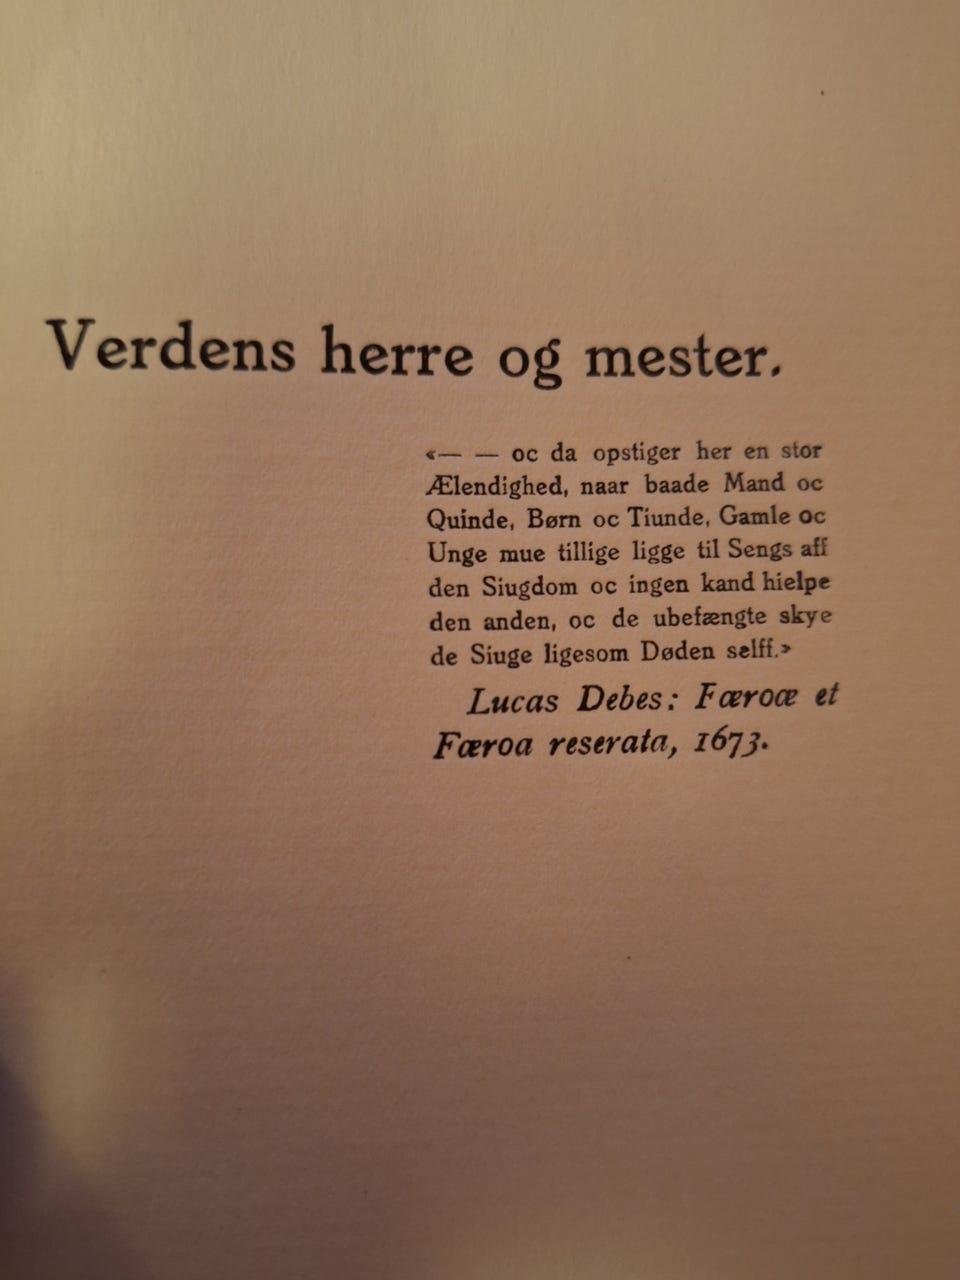 Verdens herre og mester.
«— — oc da opstiger her en stor
Ælendighed, naar baade Mand oc
Quinde, Børn oc Tiunde, Gamle oc
Unge mue tillige ligge til Sengs aff
den Siugdom oc ingen kand hielpe
den anden, oc de ubefængte skye
de Siuge ligesom Døden selff.»
Lucas Debes: Færoæ et
Færoa reserata, 1673.